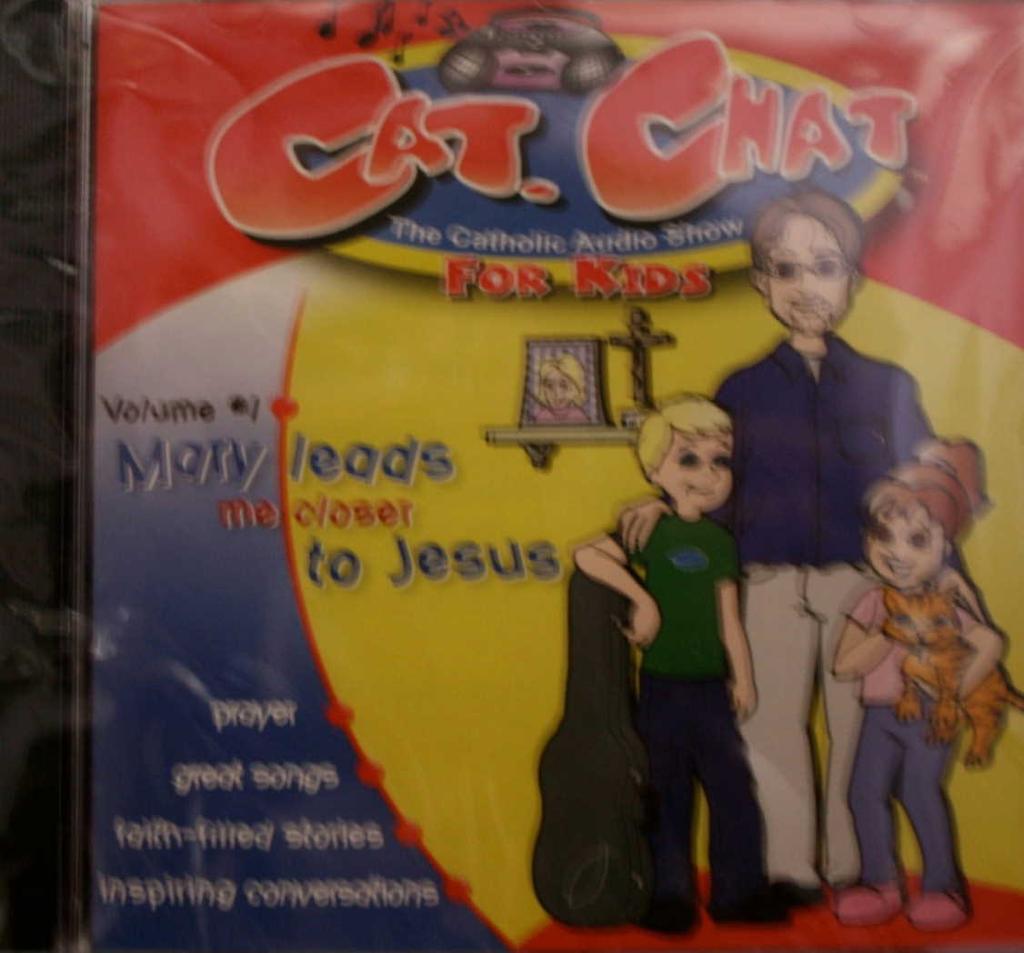 Cat. Chat
The Catholic Audio Show
For Kids
Volume #1
Mary leads
me closer
to Jesus
prayer
great songs
faith-filled stories
inspiring conversations